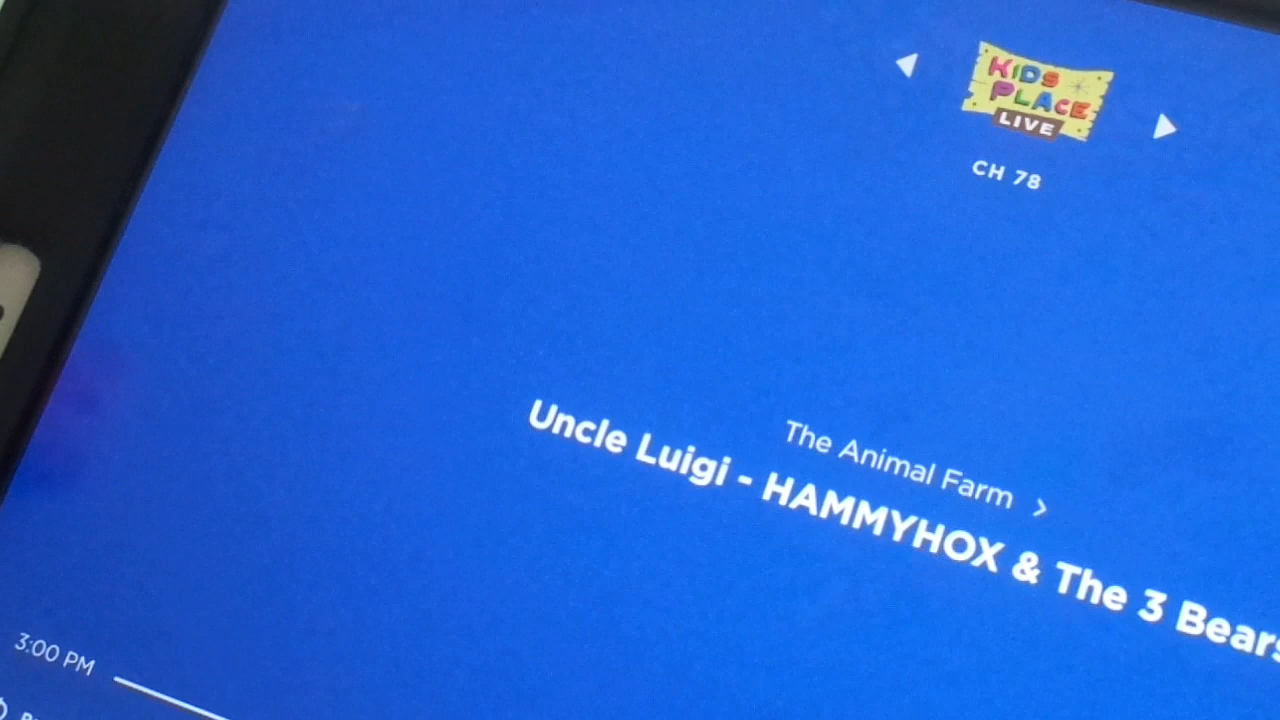 KIDS
PLACE
LIVE
CH 78
The Animal Farm
Uncle Luigi - HAMMYHOX & The 3 Bears
3:00 PM